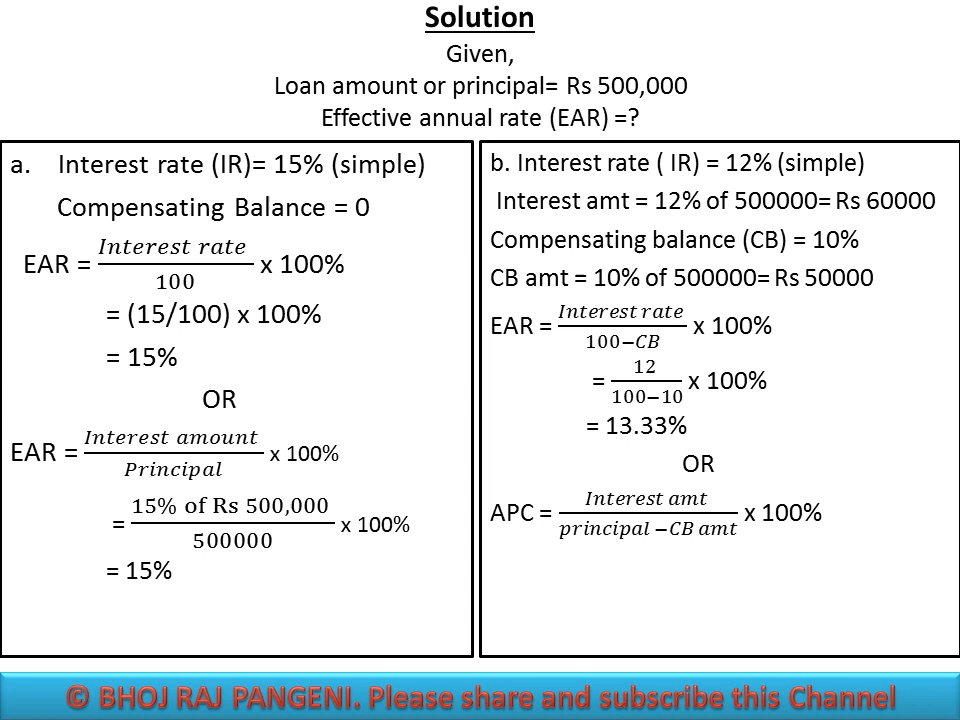 Solution
Given,
Loan amount or principal= Rs 500,000
Effective annual rate (EAR) =?
a. Interest rate (IR)= 15% (simple)
Compensating Balance = 0
EAR = Interest rate / 100 x 100%
= (15/100) x 100%
= 15%
OR
EAR = Interest amount / Principal x 100%
= 15% of Rs 500,000 / 500000 x 100%
= 15%
b. Interest rate ( IR) = 12% (simple)
Interest amt = 12% of 500000= Rs 60000
Compensating balance (CB) = 10%
CB amt = 10% of 500000= Rs 50000
EAR = Interest rate / 100−CB x 100%
= 12 / 100−10 x 100%
= 13.33%
OR
APC = Interest amt / principal −CB amt x 100%
© BHOJ RAJ PANGENI. Please share and subscribe this Channel